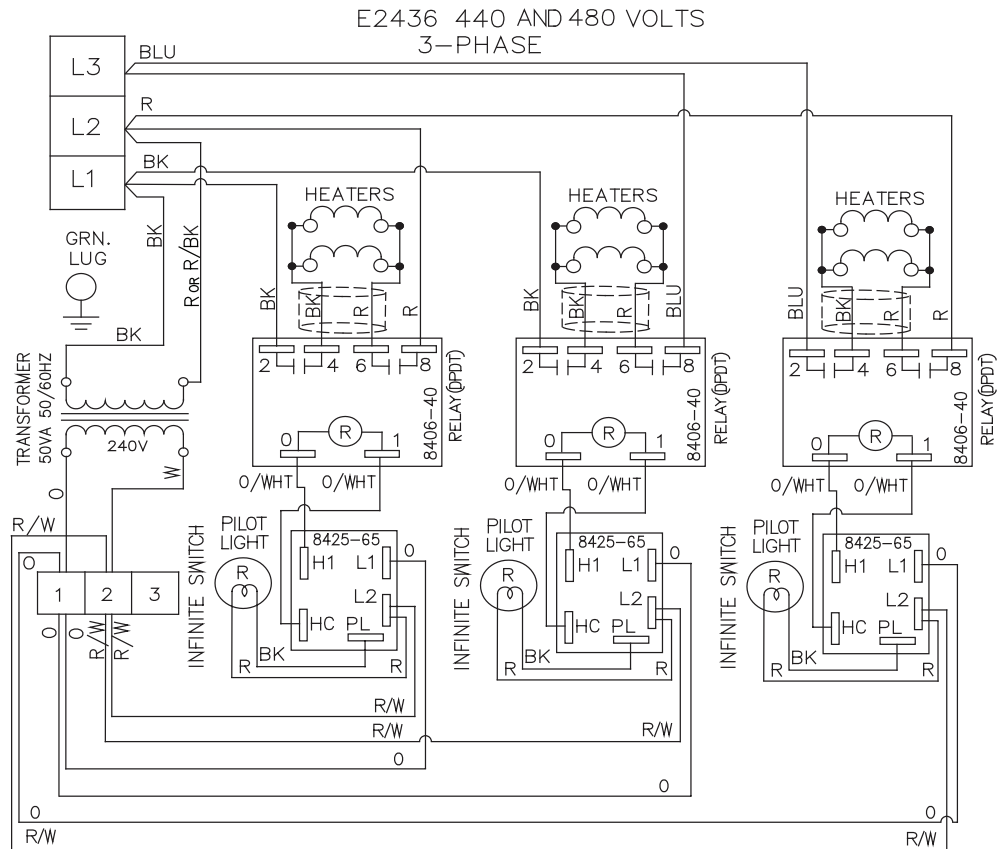 E2436 440 AND 480 VOLTS
3-PHASE
L3
L2
L1
BLU
R
BK
BK
R OR R/BK
GRN.
LUG
BK
TRANSFORMER
50VA 50/60HZ
240V
O
W
R/W
O
1
2
3
O
O
R/W
R/W
HEATERS
BK
BK
R
R
2
4
6
8
RELAY(DPDT)
8406-40
O
R
1
O/WHT
O/WHT
PILOT
LIGHT
R
INFINITE SWITCH
8425-65
H1
L1
L2
HC
PL
O
BK
R
R
R/W
R/W
O
HEATERS
BK
BK
R
BLU
2
4
6
8
RELAY(DPDT)
8406-40
O
R
1
O/WHT
O/WHT
PILOT
LIGHT
R
INFINITE SWITCH
8425-65
H1
L1
L2
HC
PL
O
BK
R
R
R/W
O
HEATERS
BLU
BK
R
R
2
4
6
8
RELAY(DPDT)
8406-40
O
R
1
O/WHT
O/WHT
PILOT
LIGHT
R
INFINITE SWITCH
8425-65
H1
L1
L2
HC
PL
O
BK
R
R
O
R/W
O
R/W